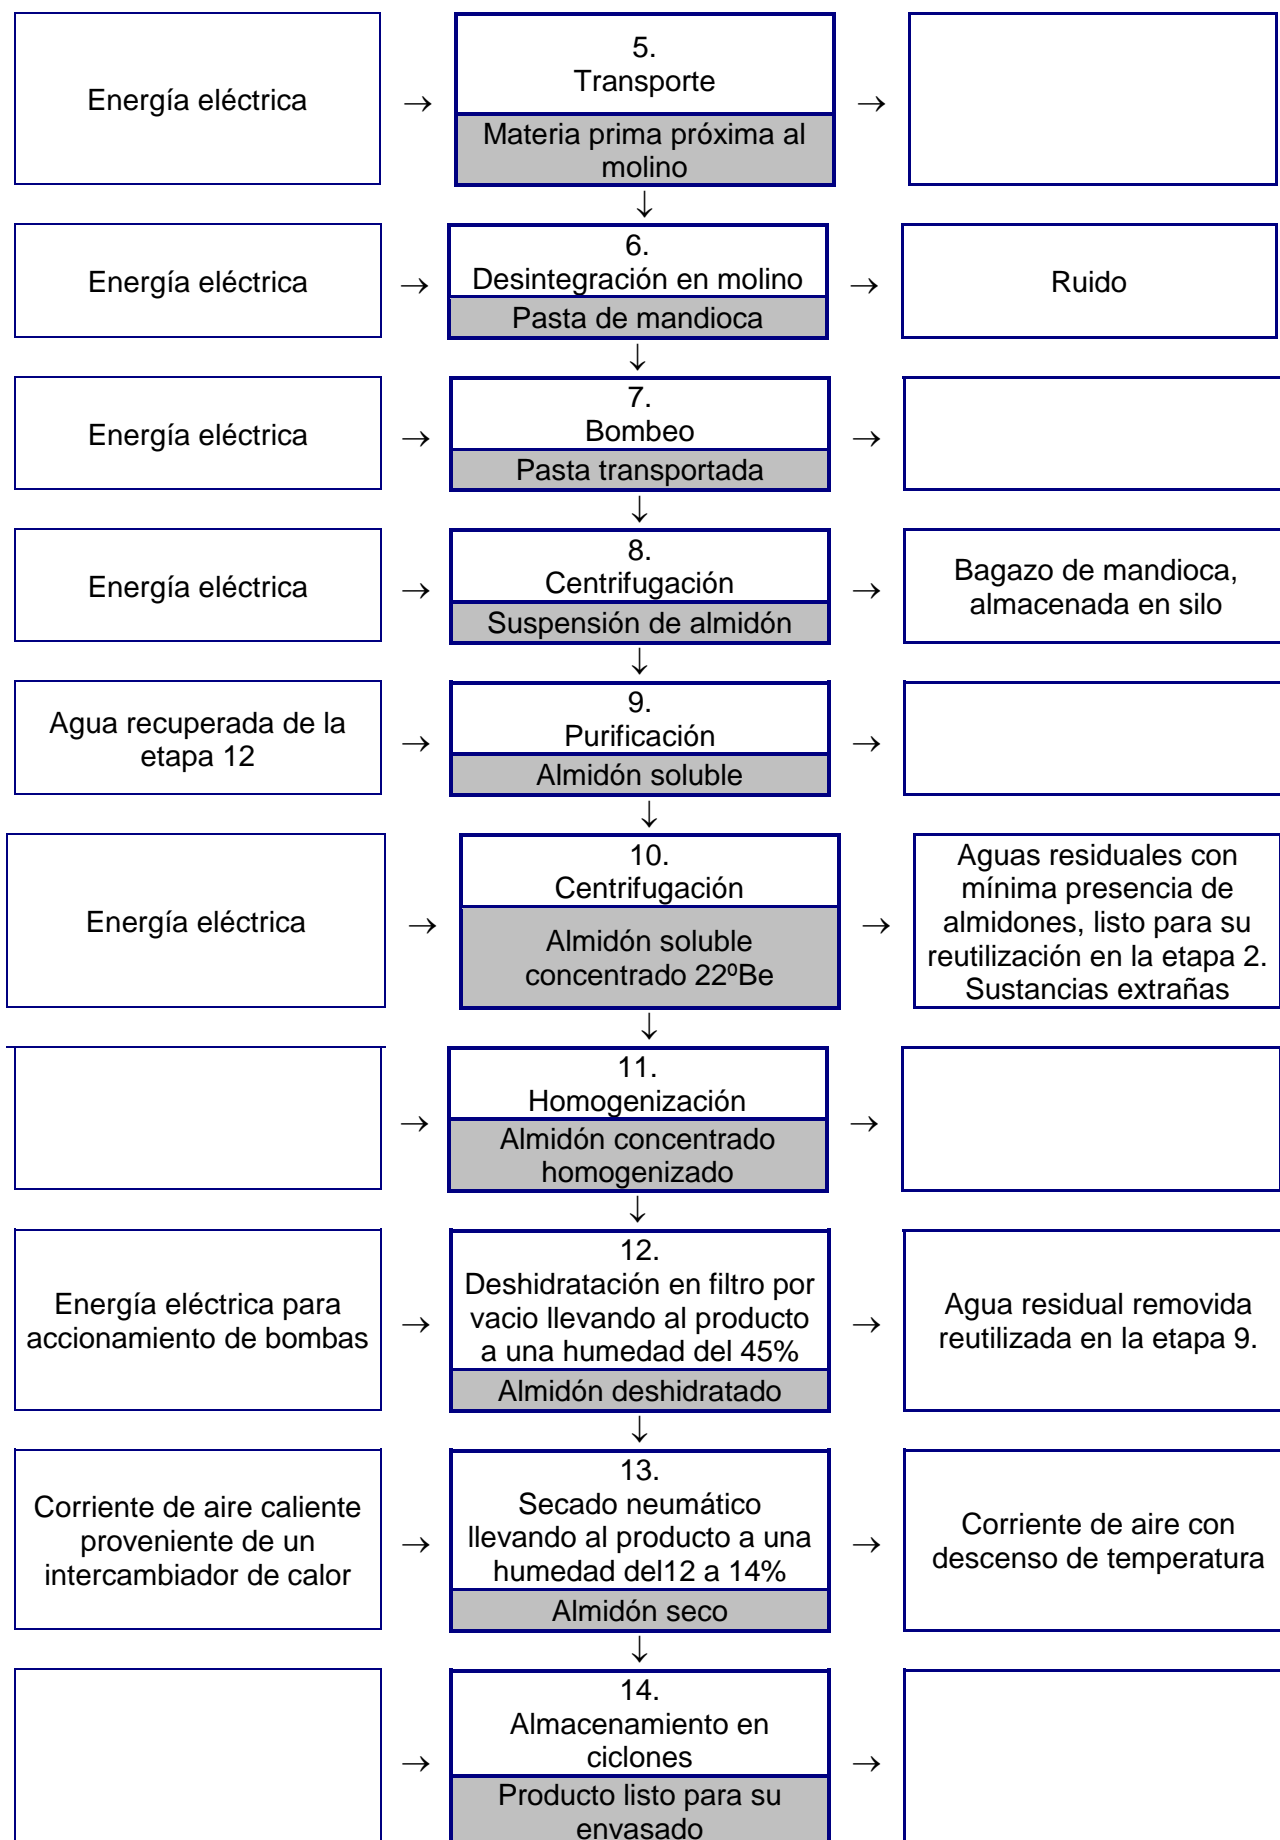 Energía eléctrica
→
5.
Transporte
Materia prima próxima al
molino
→
↓
Energía eléctrica
→
6.
Desintegración en molino
Pasta de mandioca
→
Ruido
↓
Energía eléctrica
→
7.
Bombeo
Pasta transportada
→
↓
Energía eléctrica
→
8.
Centrifugación
Suspensión de almidón
→
Bagazo de mandioca,
almacenada en silo
↓
Agua recuperada de la
etapa 12
→
9.
Purificación
Almidón soluble
→
↓
Energía eléctrica
→
10.
Centrifugación
Almidón soluble
concentrado 22ºBe
→
Aguas residuales con
mínima presencia de
almidones, listo para su
reutilización en la etapa 2.
Sustancias extrañas
↓
→
11.
Homogenización
Almidón concentrado
homogenizado
→
↓
Energía eléctrica para
accionamiento de bombas
→
12.
Deshidratación en filtro por
vacio llevando al producto
a una humedad del 45%
Almidón deshidratado
→
Agua residual removida
reutilizada en la etapa 9.
↓
Corriente de aire caliente
proveniente de un
intercambiador de calor
→
13.
Secado neumático
llevando al producto a una
humedad del12 a 14%
Almidón seco
→
Corriente de aire con
descenso de temperatura
↓
→
14.
Almacenamiento en
ciclones
Producto listo para su
envasado
→